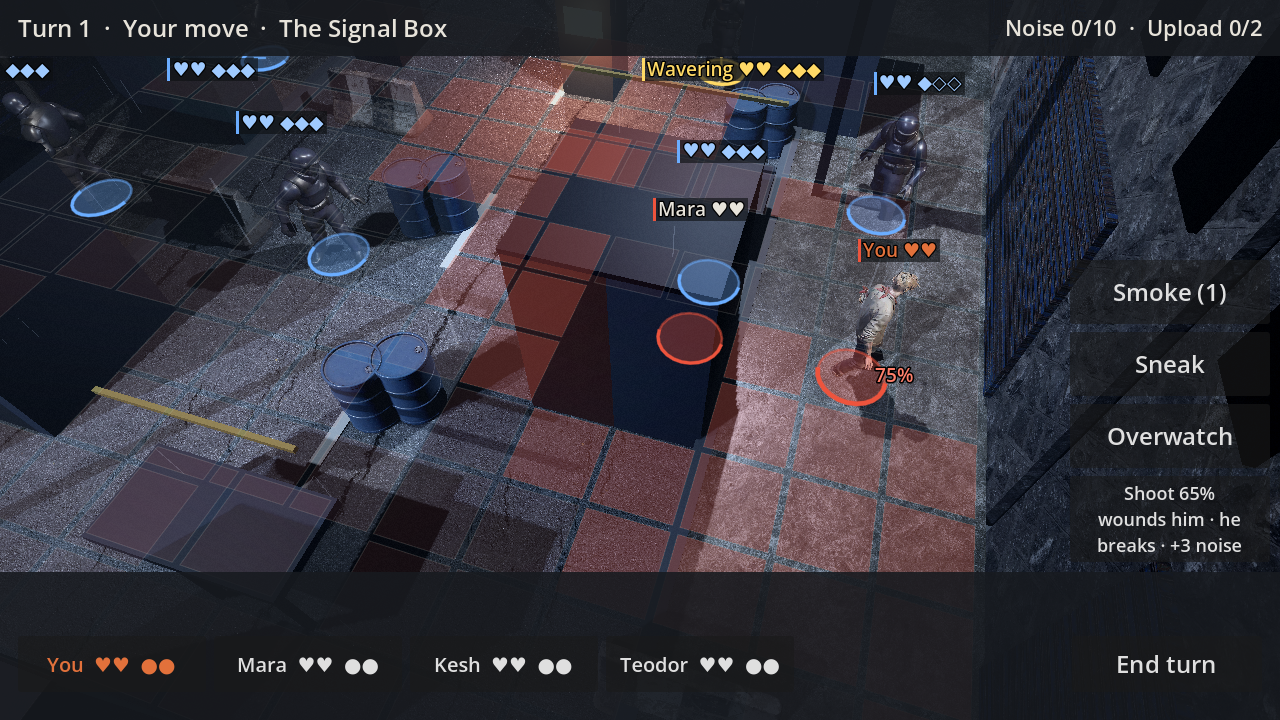 Turn 1 · Your move · The Signal Box
Noise 0/10 · Upload 0/2
◆◆◆
♥♥ ◆◆◆
Wavering ♥♥ ◆◆◆
♥♥ ◆◇◇
♥♥ ◆◆◆
♥♥ ◆◆◆
Mara ♥♥
You ♥♥
75%
Smoke (1)
Sneak
Overwatch
Shoot 65%
wounds him · he
breaks · +3 noise
You ♥♥ ●●
Mara ♥♥ ●●
Kesh ♥♥ ●●
Teodor ♥♥ ●●
End turn